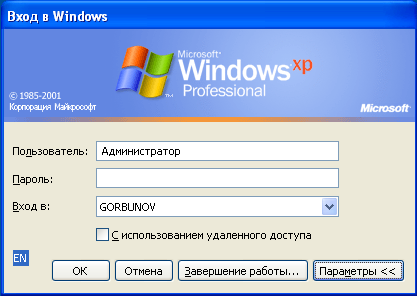 Вход в Windows
Microsoft®
Windows xp
Professional
© 1985-2001
Корпорация Майкрософт
Microsoft
Пользователь: Администратор
Пароль:
Вход в: GORBUNOV
С использованием удаленного доступа
EN
OK Отмена Завершение работы... Параметры <<